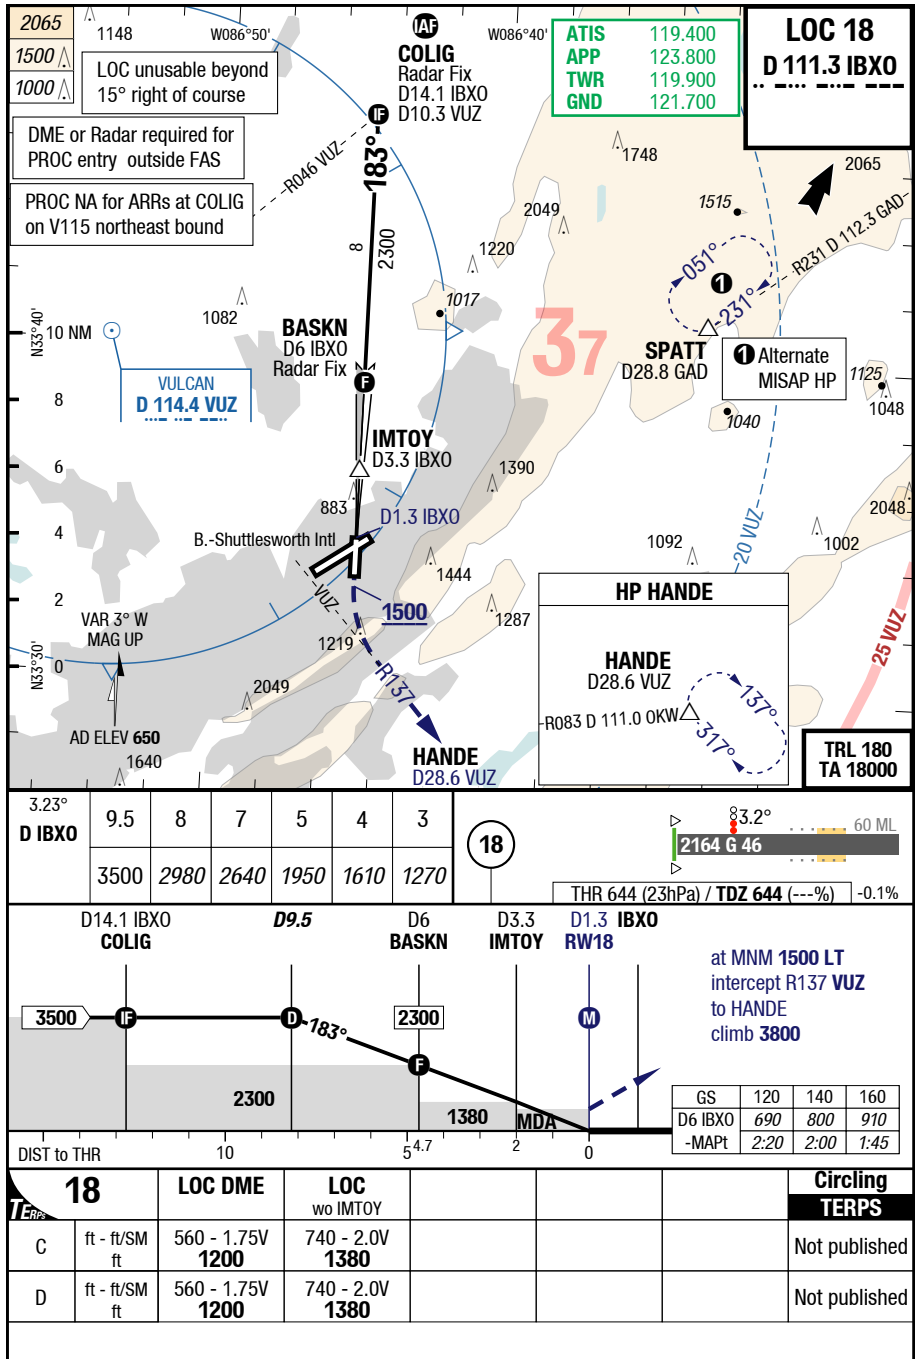 2065
1500
1000
1148
W086°50'
LOC unusable beyond
15° right of course
DME or Radar required for
PROC entry outside FAS
PROC NA for ARRs at COLIG
on V115 northeast bound
IAF
COLIG
Radar Fix
D14.1 IBXO
D10.3 VUZ
IF
W086°40'
ATIS 119.400
APP 123.800
TWR 119.900
GND 121.700
LOC 18
D 111.3 IBXO
R046 VUZ
183°
8
2300
1748
2065
2049
1515
1220
051°
1
231°
R231 D 112.3 GAD
1082
1017
N33°40'
10 NM
BASKN
D6 IBXO
Radar Fix
F
37
SPATT
D28.8 GAD
1 Alternate
MISAP HP
1125
1048
1040
VULCAN
D 114.4 VUZ
8
IMTOY
D3.3 IBXO
6
1390
883
D1.3 IBXO
2048
4
B.-Shuttlesworth Intl
1444
20 VUZ
1092
1002
VUZ
2
1500
1287
VAR 3° W
MAG UP
1219
N33°30'
0
2049
R137
AD ELEV 650
1640
HANDE
D28.6 VUZ
HP HANDE
HANDE
D28.6 VUZ
R083 D 111.0 OKW
137°
317°
25 VUZ
TRL 180
TA 18000
3.23°
D IBXO 9.5 8 7 5 4 3
3500 2980 2640 1950 1610 1270
18
3.2°
60 ML
2164 G 46
THR 644 (23hPa) / TDZ 644 (---%) -0.1%
D14.1 IBXO
COLIG
D9.5
D6
BASKN
D3.3
IMTOY
D1.3 IBXO
RW18
at MNM 1500 LT
intercept R137 VUZ
to HANDE
climb 3800
3500
IF
D
183°
2300
F
M
2300
1380
MDA
DIST to THR
10
5
4.7
2
0
GS 120 140 160
D6 IBXO 690 800 910
-MAPt 2:20 2:00 1:45
TERPS
18
LOC DME
LOC
wo IMTOY
Circling
TERPS
C ft - ft/SM 560 - 1.75V 740 - 2.0V Not published
ft 1200 1380
D ft - ft/SM 560 - 1.75V 740 - 2.0V Not published
ft 1200 1380